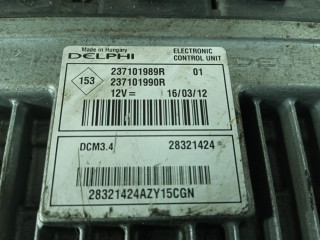 Made in Hungary
DELPHI
ELECTRONIC
CONTROL UNIT
153
237101989R 01
237101990R
12V= 16/03/12
DCM3.4 28321424
28321424AZY15CGN